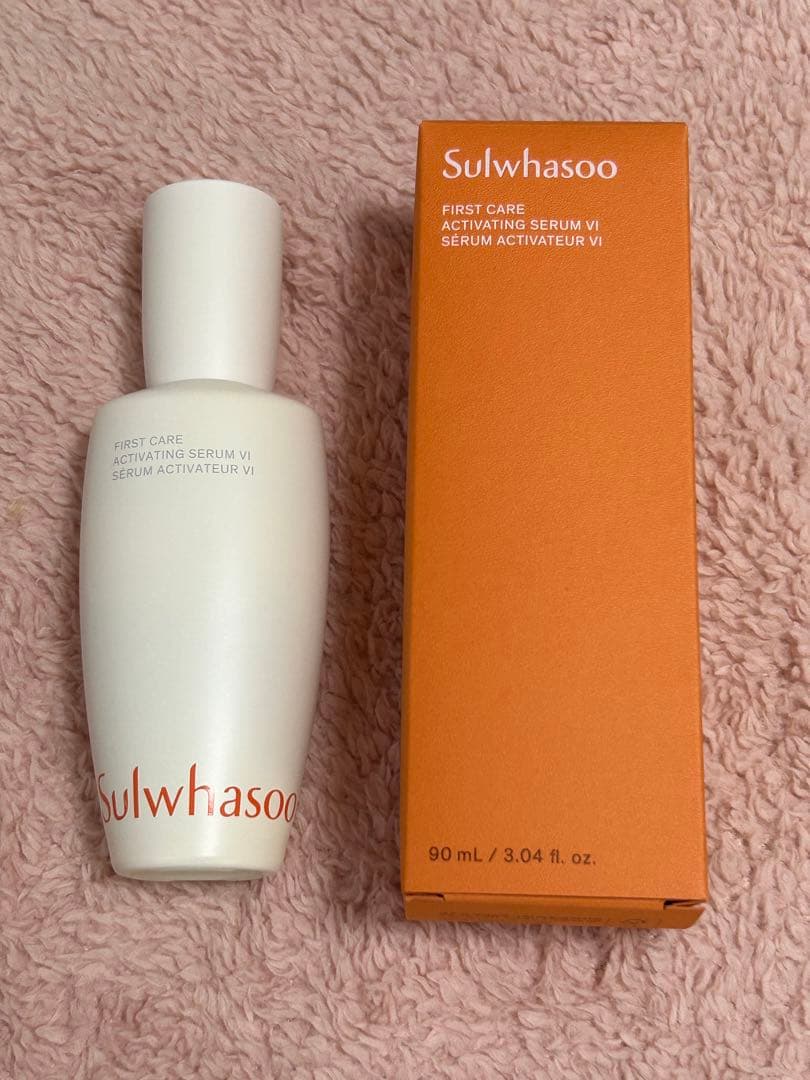 FIRST CARE
ACTIVATING SERUM VI
SÉRUM ACTIVATEUR VI
Sulwhasoo
Sulwhasoo
FIRST CARE
ACTIVATING SERUM VI
SÉRUM ACTIVATEUR VI
90 mL / 3.04 fl. oz.